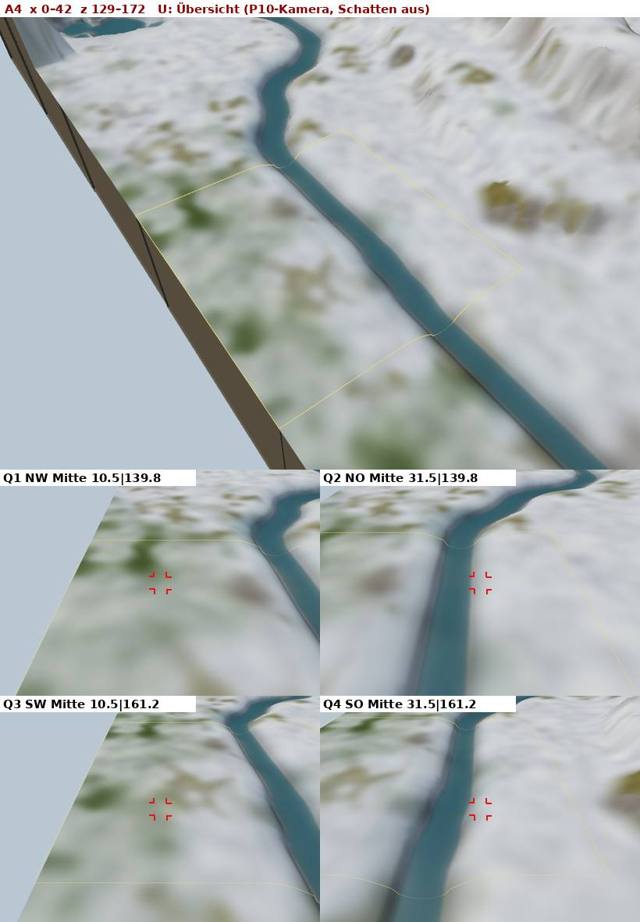 A4  x 0–42  z 129–172   U: Übersicht (P10-Kamera, Schatten aus)
Q1 NW Mitte 10.5|139.8
Q2 NO Mitte 31.5|139.8
Q3 SW Mitte 10.5|161.2
Q4 SO Mitte 31.5|161.2